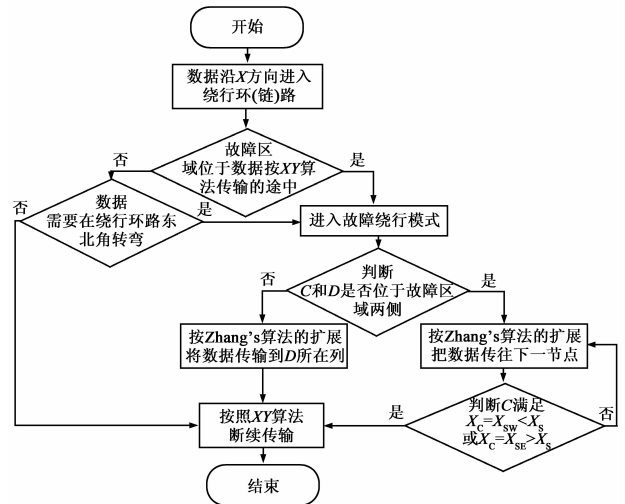 开始
数据沿X方向进入
绕行环(链)路
故障区
域位于数据按XY算
法传输的途中
否
是
数据
需要在绕行环路东
北角转弯
否
是
进入故障绕行模式
判断
C和D是否位于故障区
域两侧
否
是
按Zhang's算法的扩展
将数据传输到D所在列
按Zhang's算法的扩展
把数据传往下一节点
判断C满足
XC=XSW<XS
或XC=XSE>XS
是
否
按照XY算法
断续传输
结束